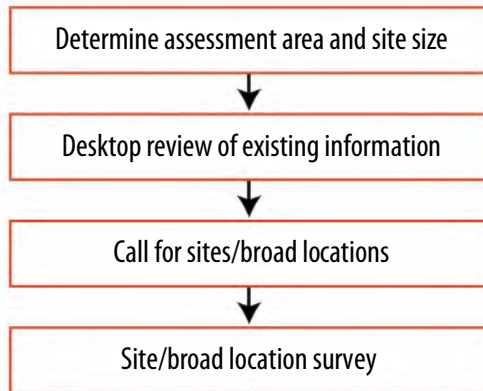 Determine assessment area and site size
Desktop review of existing information
Call for sites/broad locations
Site/broad location survey